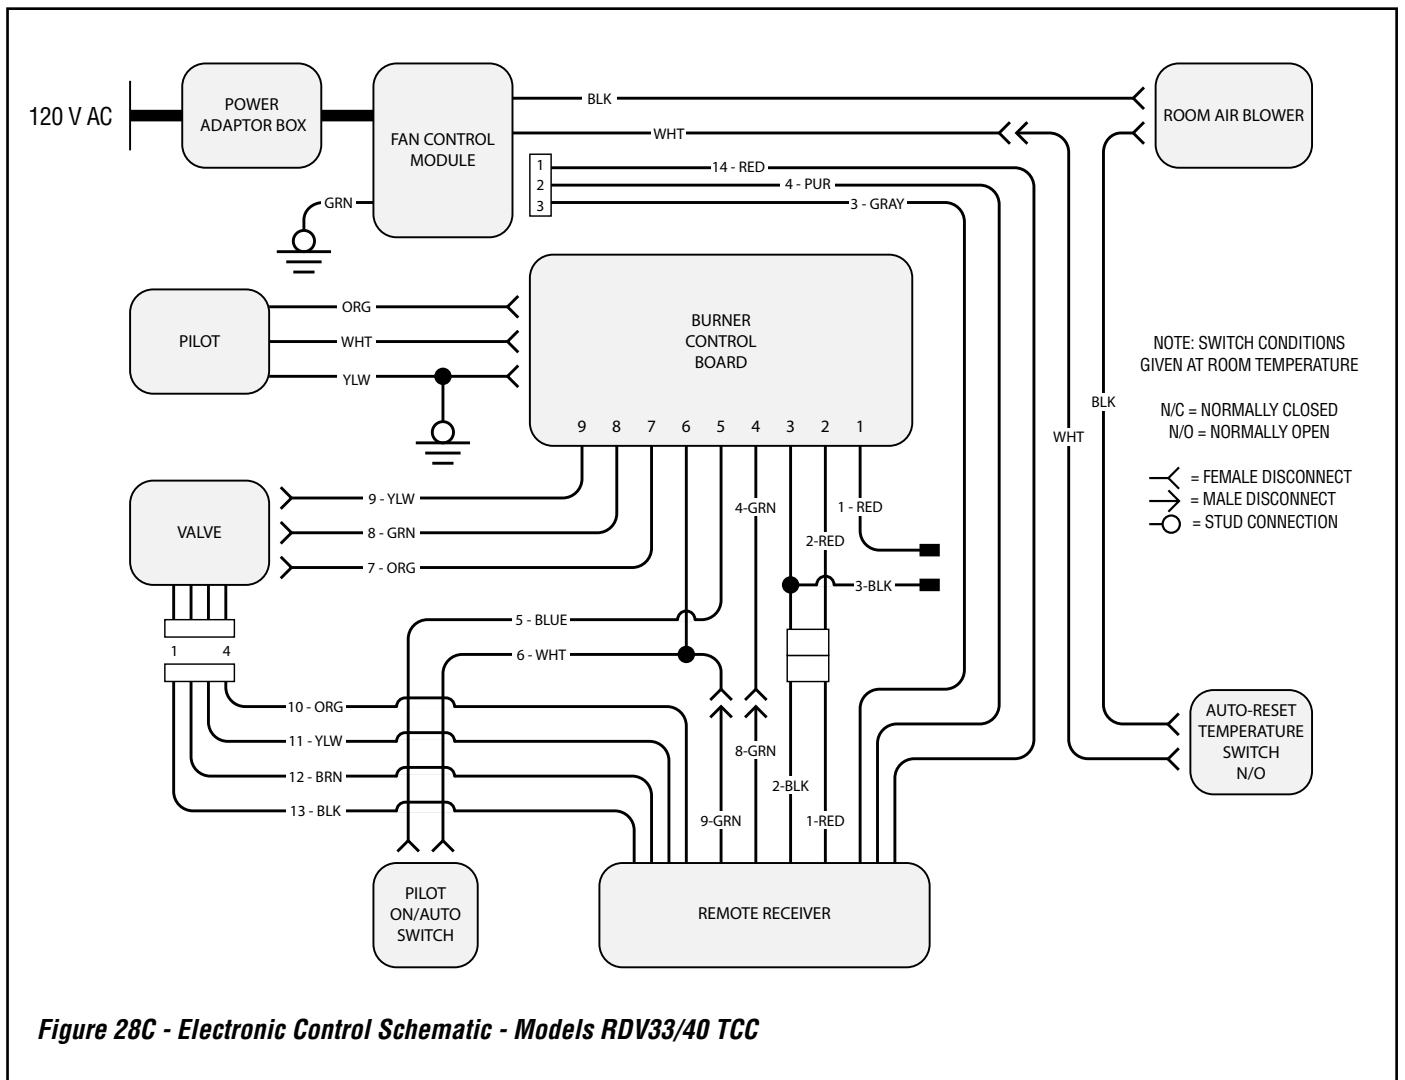 120 V AC
POWER
ADAPTOR BOX
FAN CONTROL
MODULE
BLK
WHT
ROOM AIR BLOWER
1
2
3
14 - RED
4 - PUR
3 - GRAY
GRN
PILOT
ORG
WHT
YLW
BURNER
CONTROL
BOARD
9 8 7 6 5 4 3 2 1
NOTE: SWITCH CONDITIONS
GIVEN AT ROOM TEMPERATURE
N/C = NORMALLY CLOSED
N/O = NORMALLY OPEN
= FEMALE DISCONNECT
= MALE DISCONNECT
= STUD CONNECTION
BLK
WHT
VALVE
9 - YLW
8 - GRN
7 - ORG
4-GRN
1 - RED
2-RED
3-BLK
5 - BLUE
6 - WHT
1 4
10 - ORG
11 - YLW
12 - BRN
13 - BLK
8-GRN
2-BLK
9-GRN
1-RED
AUTO-RESET
TEMPERATURE
SWITCH
N/O
PILOT
ON/AUTO
SWITCH
REMOTE RECEIVER
Figure 28C - Electronic Control Schematic - Models RDV33/40 TCC